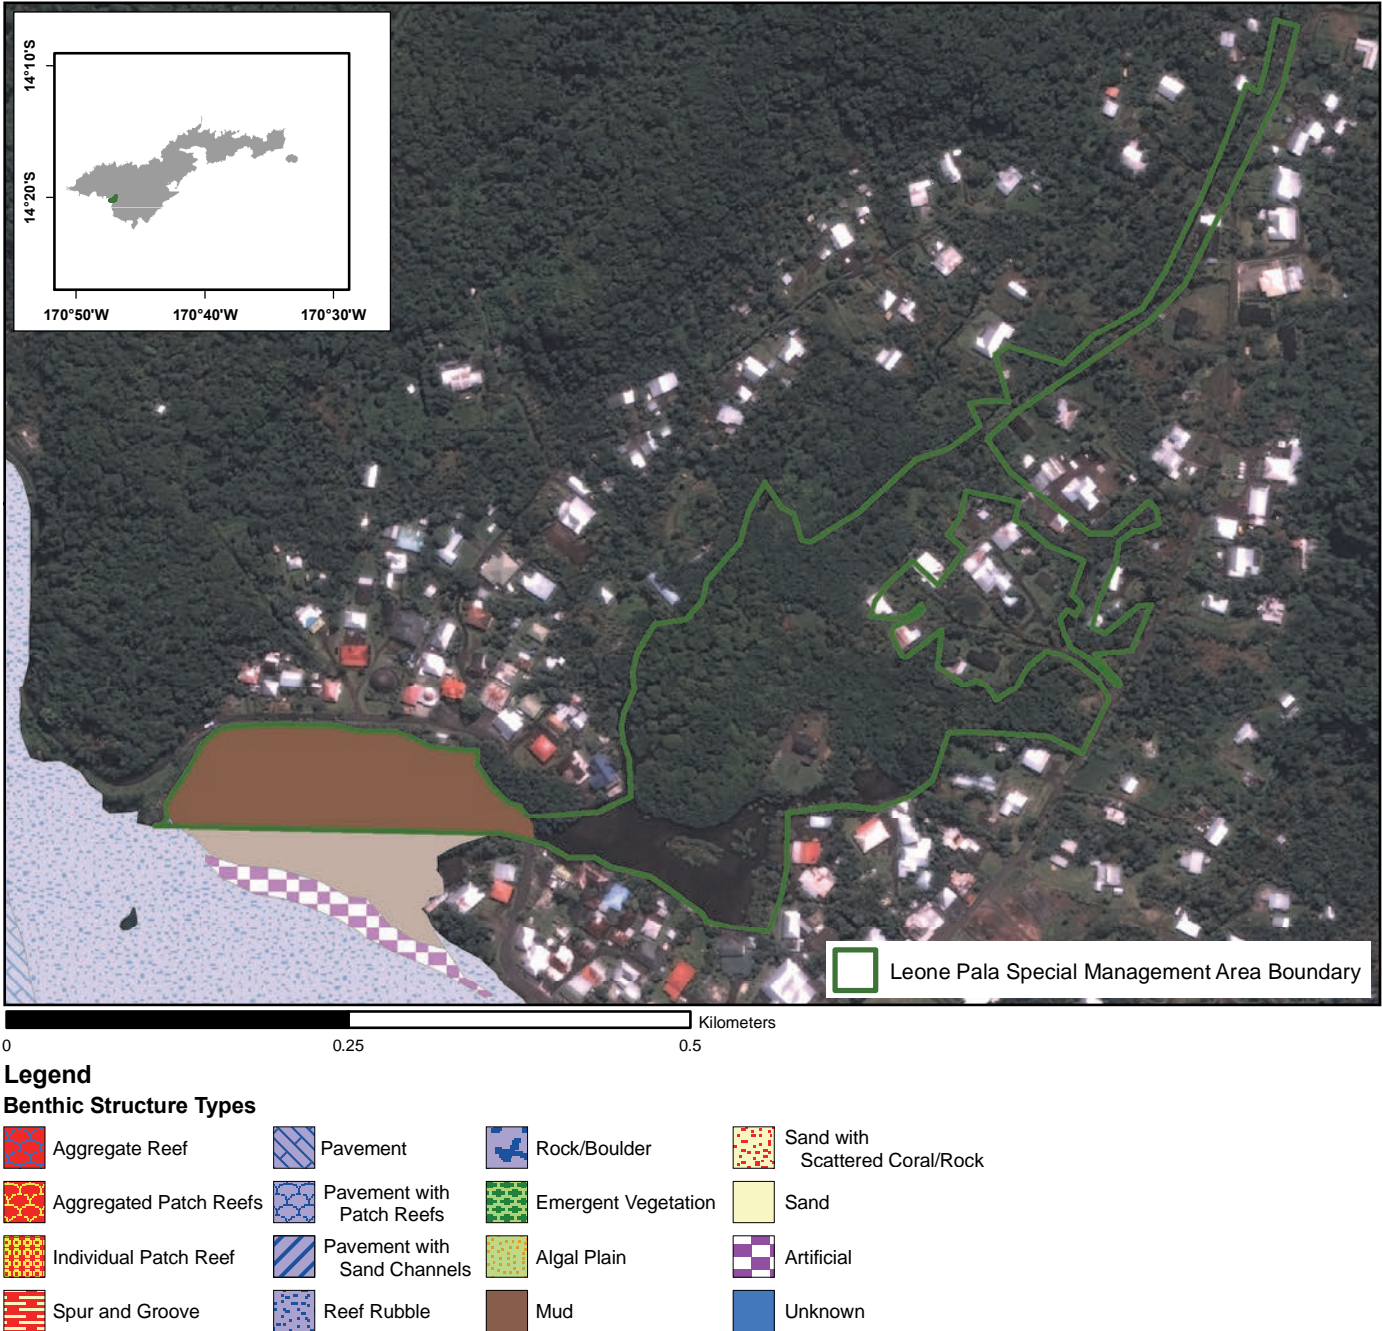 14°10'S
14°20'S
170°50'W
170°40'W
170°30'W
Leone Pala Special Management Area Boundary
Kilometers
0
0.25
0.5
Legend
Benthic Structure Types
Aggregate Reef
Aggregated Patch Reefs
Individual Patch Reef
Spur and Groove
Pavement
Pavement with
Patch Reefs
Pavement with
Sand Channels
Reef Rubble
Rock/Boulder
Emergent Vegetation
Algal Plain
Mud
Sand with
Scattered Coral/Rock
Sand
Artificial
Unknown